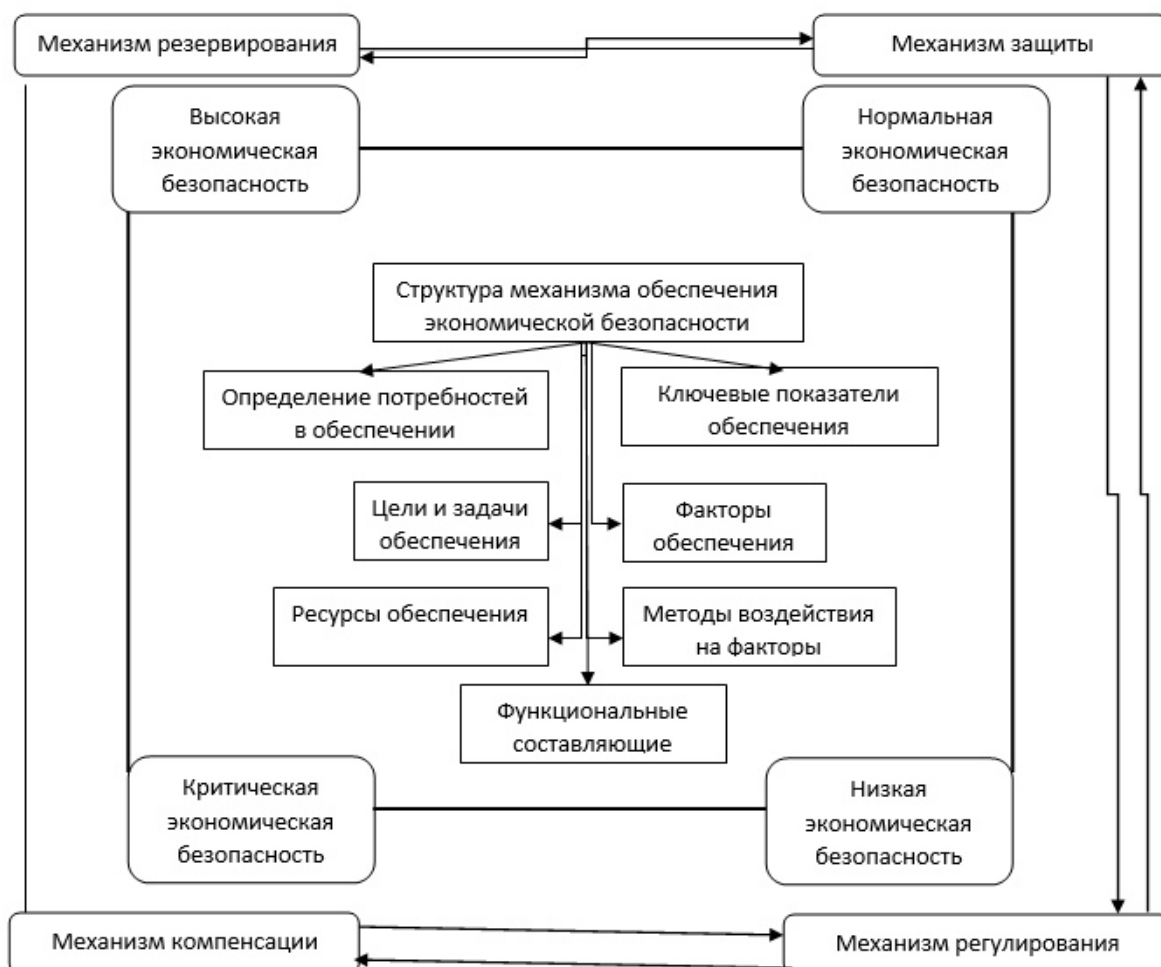 Механизм резервирования
Механизм защиты
Высокая
экономическая
безопасность
Нормальная
экономическая
безопасность
Структура механизма обеспечения
экономической безопасности
Определение потребностей
в обеспечении
Ключевые показатели
обеспечения
Цели и задачи
обеспечения
Факторы
обеспечения
Ресурсы обеспечения
Методы воздействия
на факторы
Функциональные
составляющие
Критическая
экономическая
безопасность
Низкая
экономическая
безопасность
Механизм компенсации
Механизм регулирования